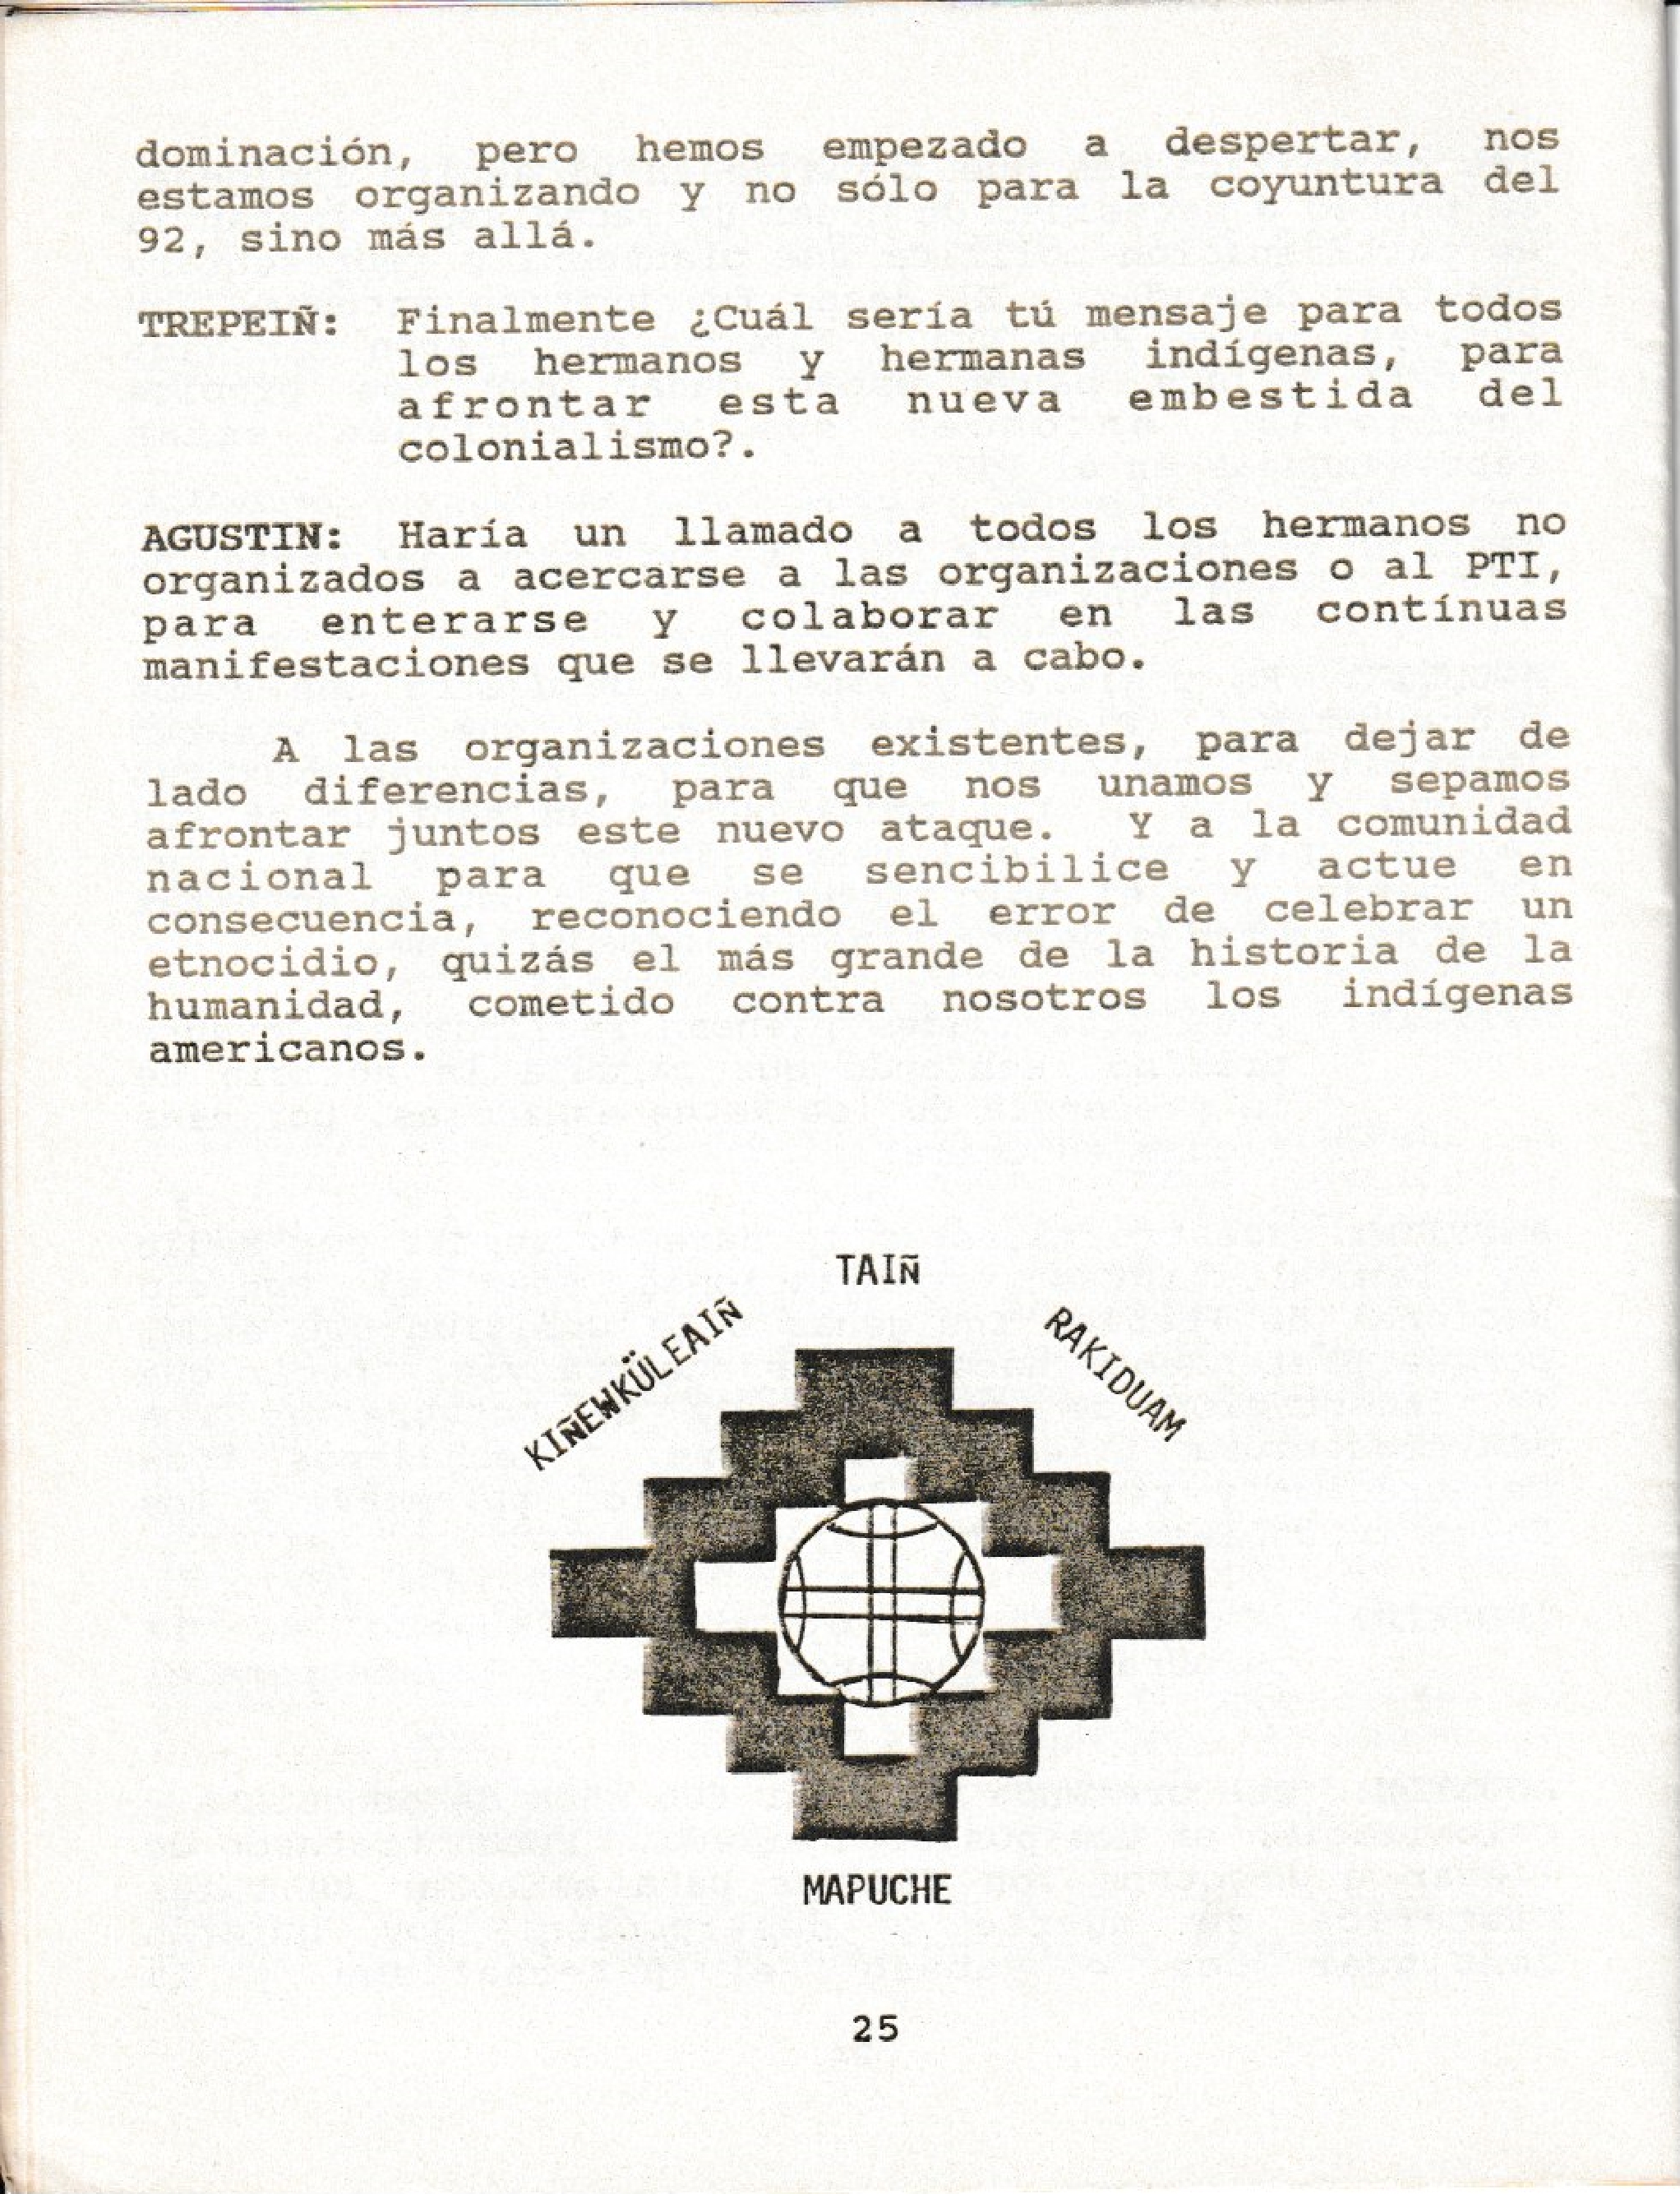 dominación, pero hemos empezado a despertar, nos
estamos organizando y no sólo para la coyuntura del
92, sino más allá.
TREPEIÑ: Finalmente ¿Cuál sería tú mensaje para todos
los hermanos y hermanas indígenas, para
afrontar esta nueva embestida del
colonialismo?.
AGUSTIN: Haría un llamado a todos los hermanos no
organizados a acercarse a las organizaciones o al PTI,
para enterarse y colaborar en las contínuas
manifestaciones que se llevarán a cabo.
A las organizaciones existentes, para dejar de
lado diferencias, para que nos unamos y sepamos
afrontar juntos este nuevo ataque. Y a la comunidad
nacional para que se sencibilice y actue en
consecuencia, reconociendo el error de celebrar un
etnocidio, quizás el más grande de la historia de la
humanidad, cometido contra nosotros los indígenas
americanos.
KIÑEWKÜLEAIÑ
TAIÑ
RAKIDUAM
MAPUCHE
25